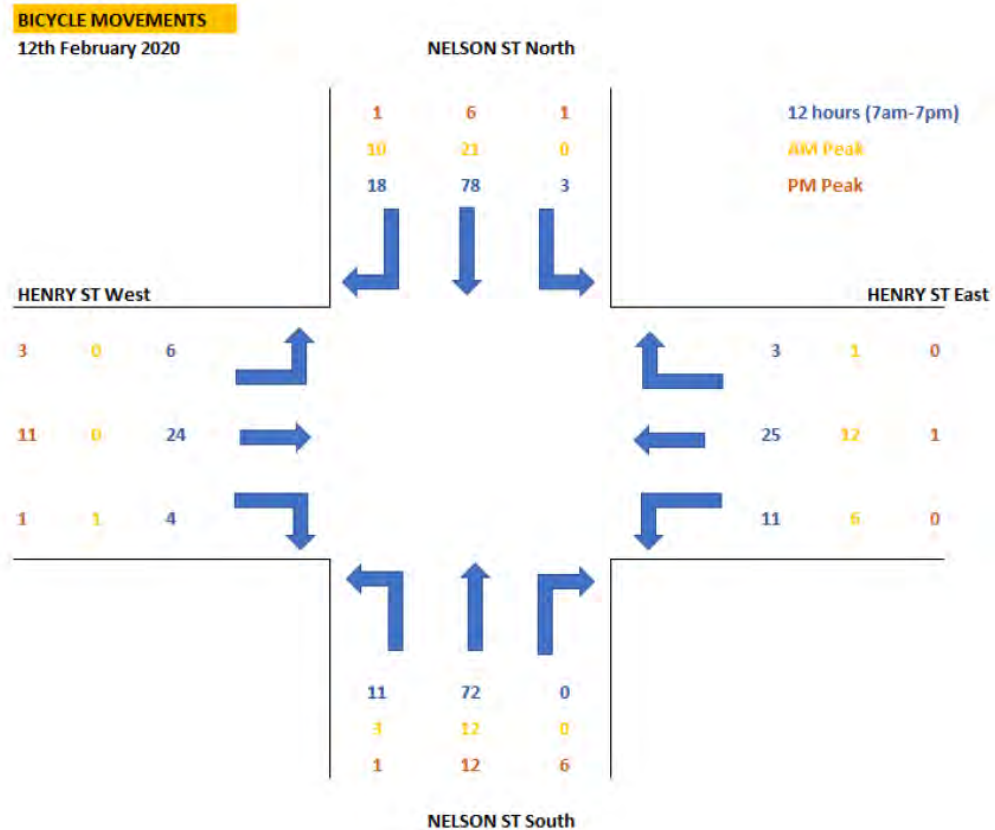 BICYCLE MOVEMENTS
12th February 2020
NELSON ST North
1 6 1
12 hours (7am-7pm)
10 21 0
AM Peak
18 78 3
PM Peak
HENRY ST West
HENRY ST East
3 0 6
3 1 0
11 0 24
25 12 1
1 1 4
11 6 0
11 72 0
3 12 0
1 12 6
NELSON ST South